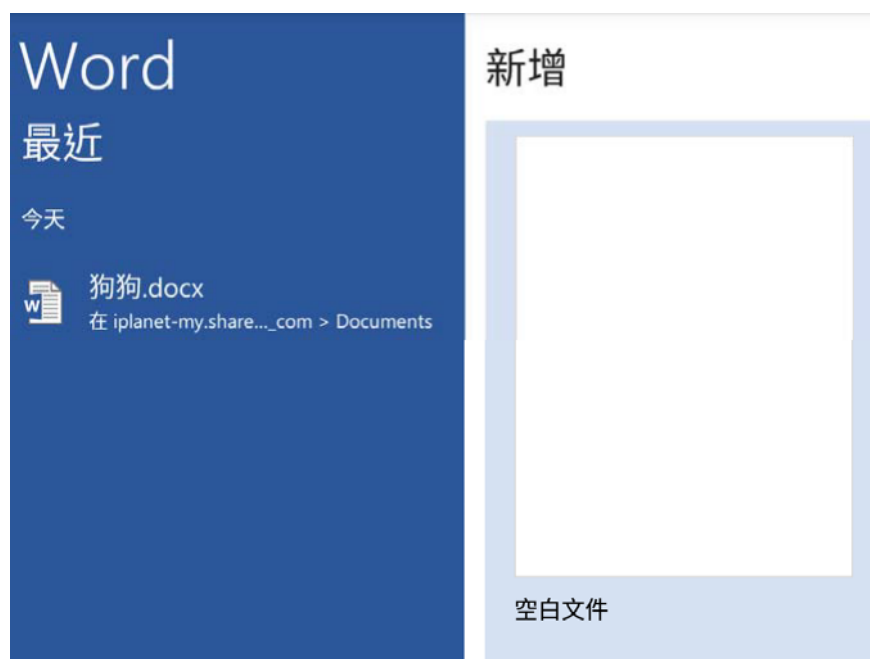 Word
最近
今天
狗狗.docx
在 iplanet-my.share..._com > Documents
新增
空白文件